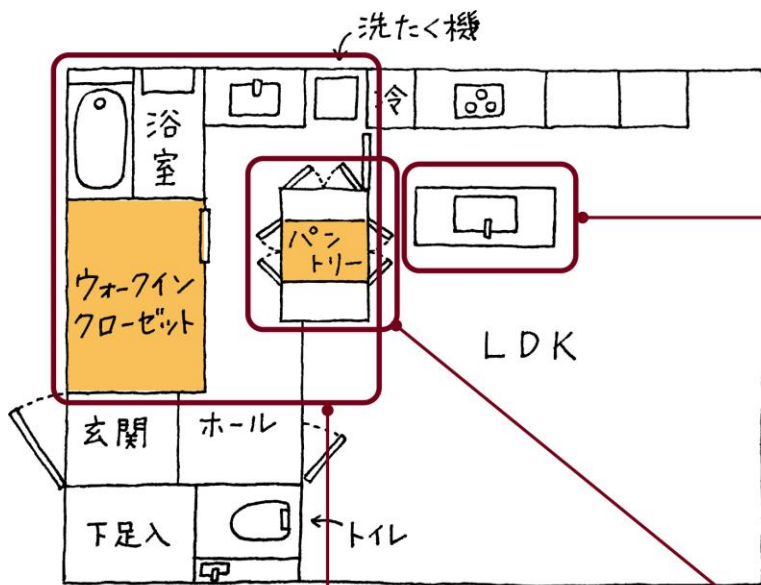 洗たく機
浴
室
冷
パン
トリー
ウォークイン
クローゼット
LDK
玄関
ホール
下足入
トイレ